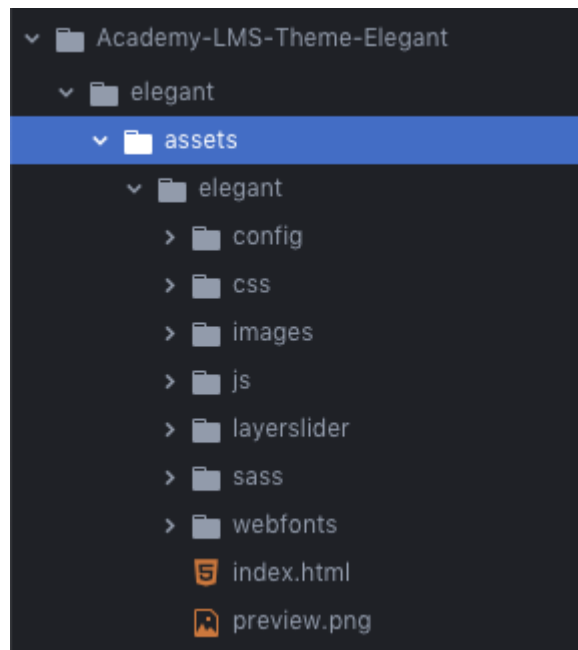 Academy-LMS-Theme-Elegant
elegant
assets
elegant
config
css
images
js
layerslider
sass
webfonts
index.html
preview.png